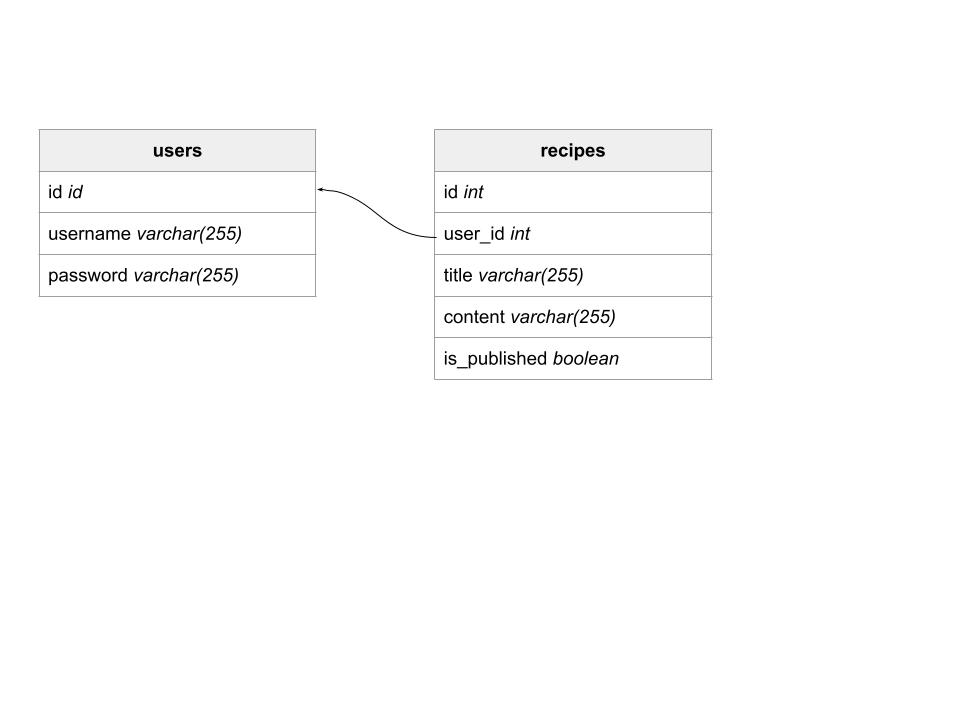 users
id id
username varchar(255)
password varchar(255)
recipes
id int
user_id int
title varchar(255)
content varchar(255)
is_published boolean